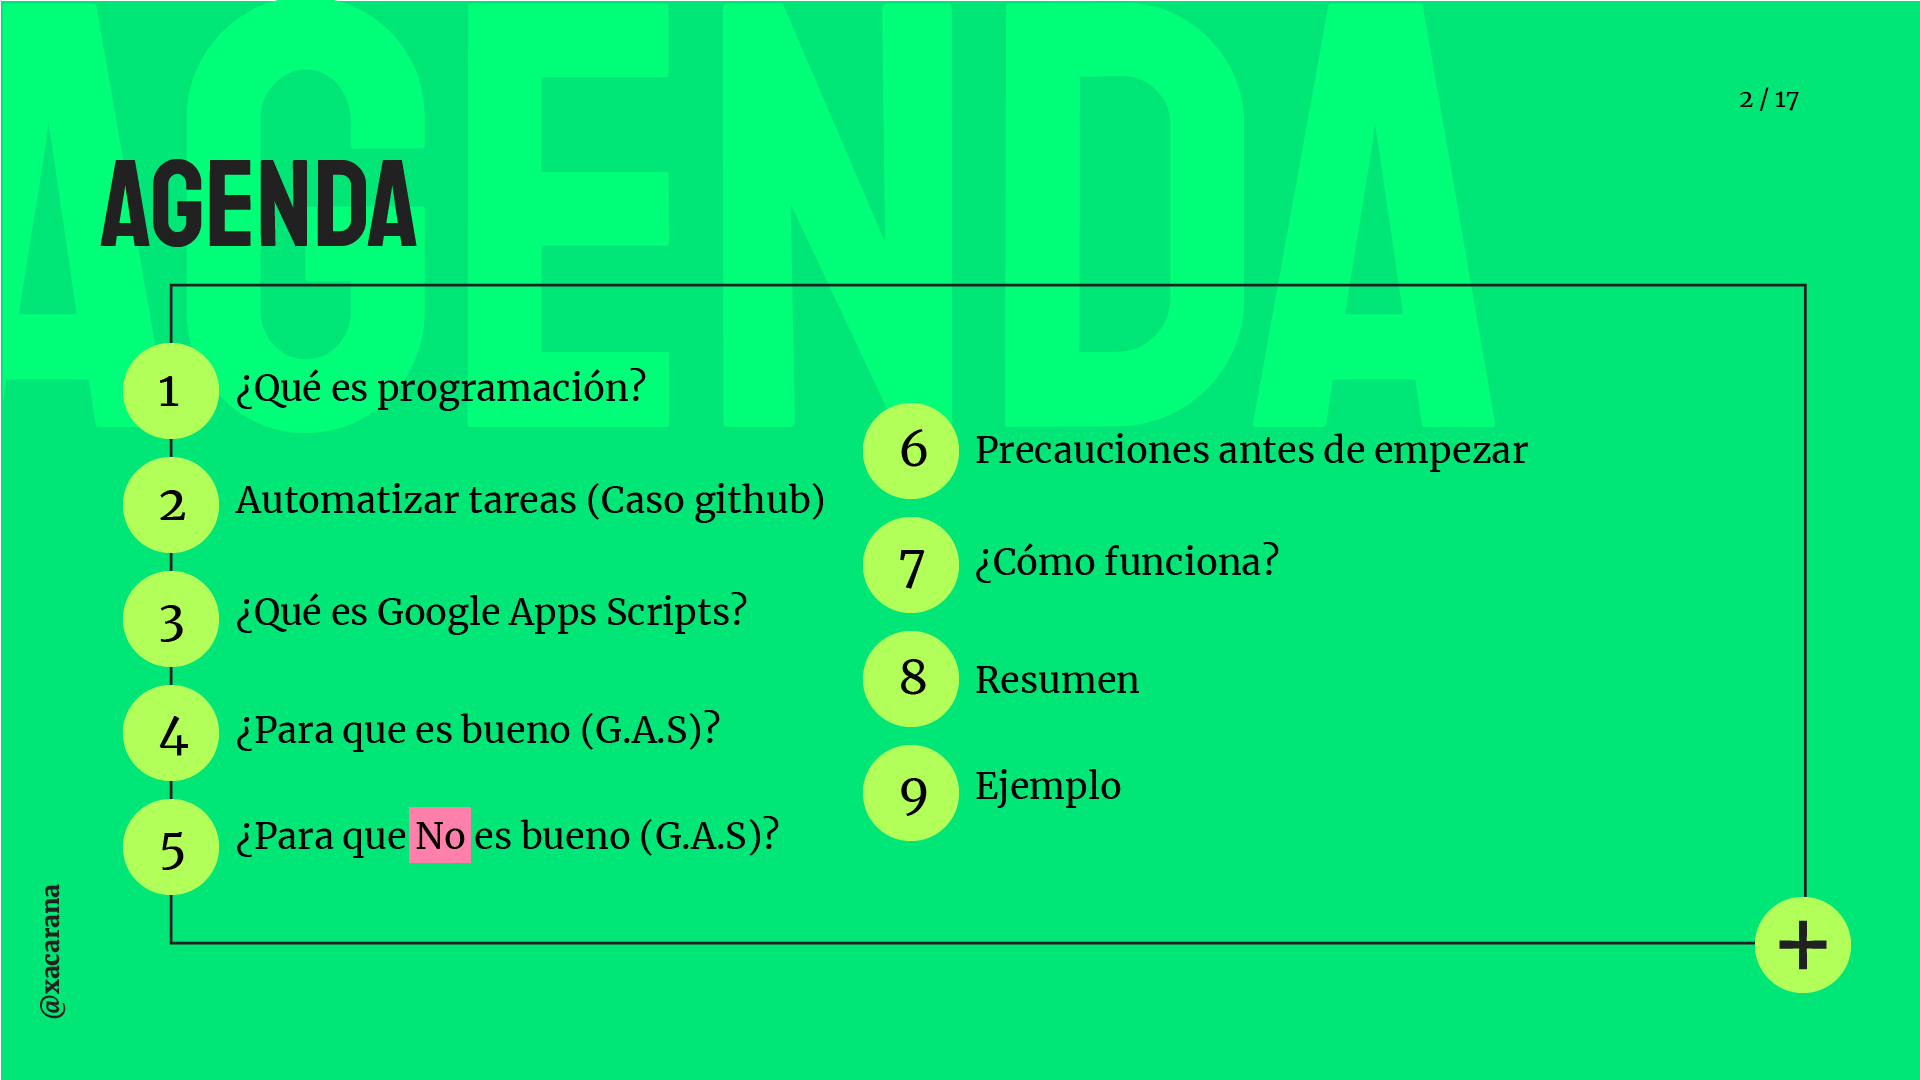 AGENDA
2 / 17
AGENDA
1 ¿Qué es programación?
2 Automatizar tareas (Caso github)
3 ¿Qué es Google Apps Scripts?
4 ¿Para que es bueno (G.A.S)?
5 ¿Para que No es bueno (G.A.S)?
6 Precauciones antes de empezar
7 ¿Cómo funciona?
8 Resumen
9 Ejemplo
+
@xacarana